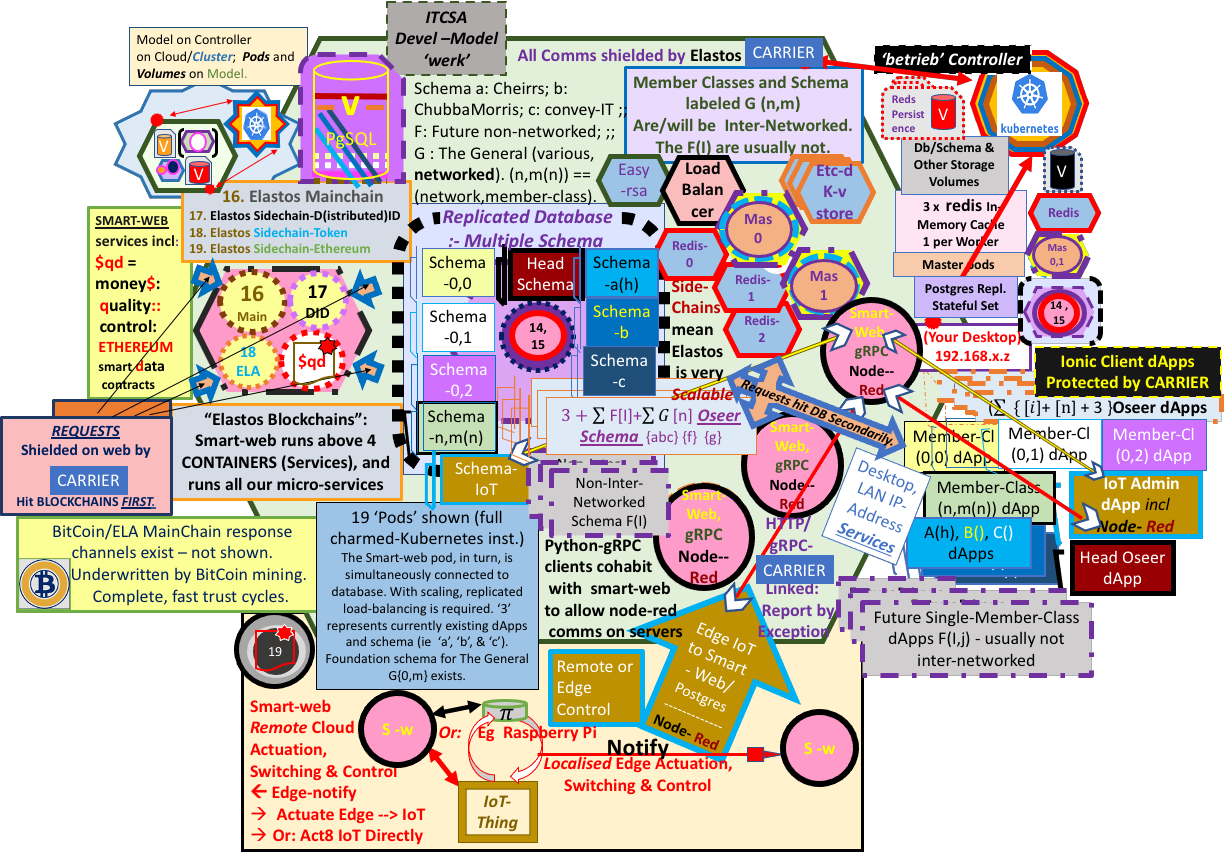 ITCSA
Devel –Model
‘werk’
Model on Controller
on Cloud/Cluster; Pods and
Volumes on Model.
V
PgSQL
V
V
All Comms shielded by Elastos
CARRIER
Schema a: Cheirrs; b:
ChubbaMorris; c: convey-IT ;;
F: Future non-networked; ;;
G : The General (various,
networked). (n,m(n)) ==
(network,member-class).
Member Classes and Schema
labeled G (n,m)
Are/will be Inter-Networked.
The F(I) are usually not.
‘betrieb’ Controller
Reds
Persist
ence
V
kubernetes
V
Db/Schema &
Other Storage
Volumes
3 x redis In-
Memory Cache
1 per Worker
Master Pods
Postgres Repl.
Stateful Set
Redis
Mas
0,1
14,
15
(Your Desktop)
192.168.x.z
Easy
-rsa
Load
Balan
cer
Etc-d
K-v
store
Mas
0
Mas
1
Redis-
0
Redis-
1
Redis-
2
Side-
Chains
mean
Elastos
is very
Scalable
16. Elastos Mainchain
17. Elastos Sidechain-D(istributed)ID
18. Elastos Sidechain-Token
19. Elastos Sidechain-Ethereum
SMART-WEB
services incl:
$qd =
money$:
quality::
control:
ETHEREUM
smart data
contracts
16
Main
17
DID
18
ELA
$qd
Replicated Database
:- Multiple Schema
Schema
-0,0
Head
Schema
Schema
-a(h)
Schema
-0,1
14,
15
Schema
-b
Schema
-0,2
Schema
-c
Schema
-n,m(n)
Schema-
IoT
3 + ∑ F[I]+∑ G [n] Oseer
Schema {abc} {f} {g}
Non-Inter-
Networked
Schema F(I)
Smart-
Web
gRPC
Node--
Red
Smart-
Web,
gRPC
Node--
Red
Smart-
Web,
gRPC
Node--
Red
Requests hit DB Secondarily.
Ionic Client dApps
Protected by CARRIER
(∑ { [i]+ [n] + 3 }Oseer dApps
Member-Cl
(0,0) dApp
Member-Cl
(0,1) dApp
Member-Cl
(0,2) dApp
Member-Class
(n,m(n)) dApp
IoT Admin
dApp incl
Node- Red
A(h), B(), C()
dApps
Head Oseer
dApp
Desktop,
LAN IP-
Address
Services
Future Single-Member-Class
dApps F(I,j) - usually not
inter-networked
REQUESTS
Shielded on web by
CARRIER
Hit BLOCKCHAINS FIRST.
“Elastos Blockchains”:
Smart-web runs above 4
CONTAINERS (Services), and
runs all our micro-services
BitCoin/ELA MainChain response
channels exist – not shown.
Underwritten by BitCoin mining.
Complete, fast trust cycles.
19 ‘Pods’ shown (full
charmed-Kubernetes inst.)
The Smart-web pod, in turn, is
simultaneously connected to
database. With scaling, replicated
load-balancing is required. ‘3’
represents currently existing dApps
and schema (ie ‘a’, ‘b’, & ‘c’).
Foundation schema for The General
G{0,m} exists.
Python-gRPC
clients cohabit
with smart-web
to allow node-red
comms on servers
HTTP/
gRPC-
CARRIER
Linked:
Report by
Exception
19
Remote or
Edge
Control
Edge IoT
to Smart
- Web/
Postgres
------------
Node- Red
Smart-web
Remote Cloud
Actuation,
Switching & Control
← Edge-notify
→ Actuate Edge --> IoT
→ Or: Act8 IoT Directly
S -w
π
Or: Eg Raspberry Pi
IoT-
Thing
Notify
Localised Edge Actuation,
Switching & Control
S -w